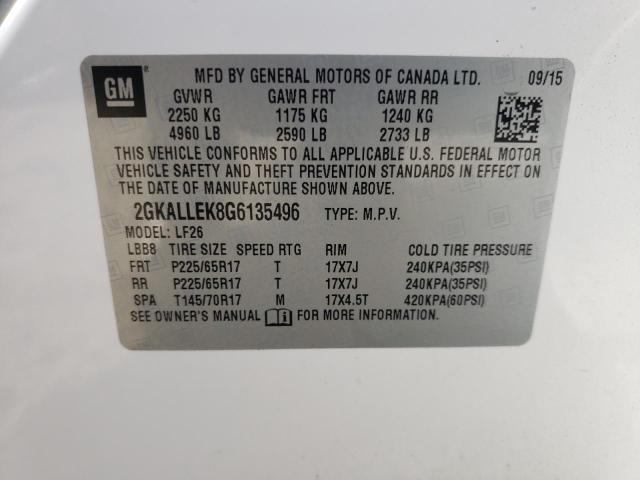 GM MFD BY GENERAL MOTORS OF CANADA LTD. 09/15
GVWR GAWR FRT GAWR RR
2250 KG 1175 KG 1240 KG
4960 LB 2590 LB 2733 LB
THIS VEHICLE CONFORMS TO ALL APPLICABLE U.S. FEDERAL MOTOR
VEHICLE SAFETY AND THEFT PREVENTION STANDARDS IN EFFECT ON
THE DATE OF MANUFACTURE SHOWN ABOVE.
2GKALLEK8G6135496 TYPE: M.P.V.
MODEL: LF26
LBB8 TIRE SIZE SPEED RTG RIM COLD TIRE PRESSURE
FRT P225/65R17 T 17X7J 240KPA(35PSI)
RR P225/65R17 T 17X7J 240KPA(35PSI)
SPA T145/70R17 M 17X4.5T 420KPA(60PSI)
SEE OWNER'S MANUAL FOR MORE INFORMATION.